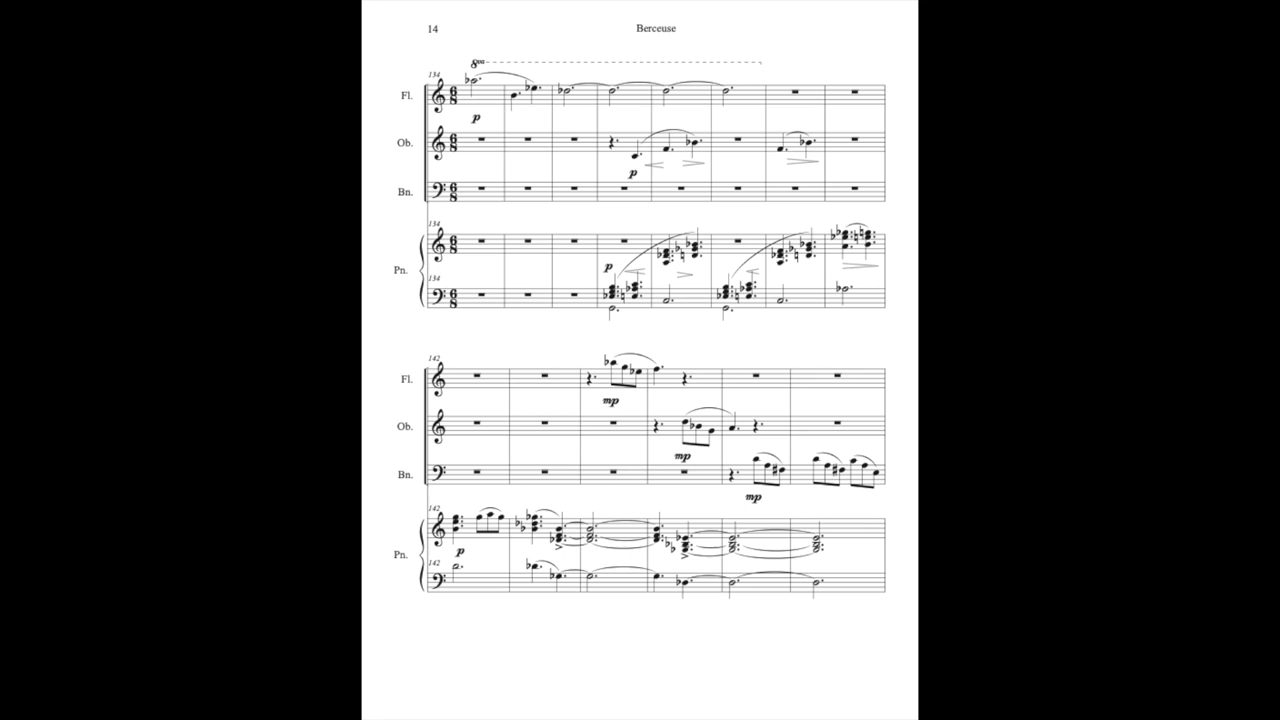 14 Berceuse
8va
134
Fl.
p
Ob.
p
Bn.
134
p
Pn.
134
142
Fl.
mp
Ob.
mp
Bn.
mp
142
p
Pn.
142